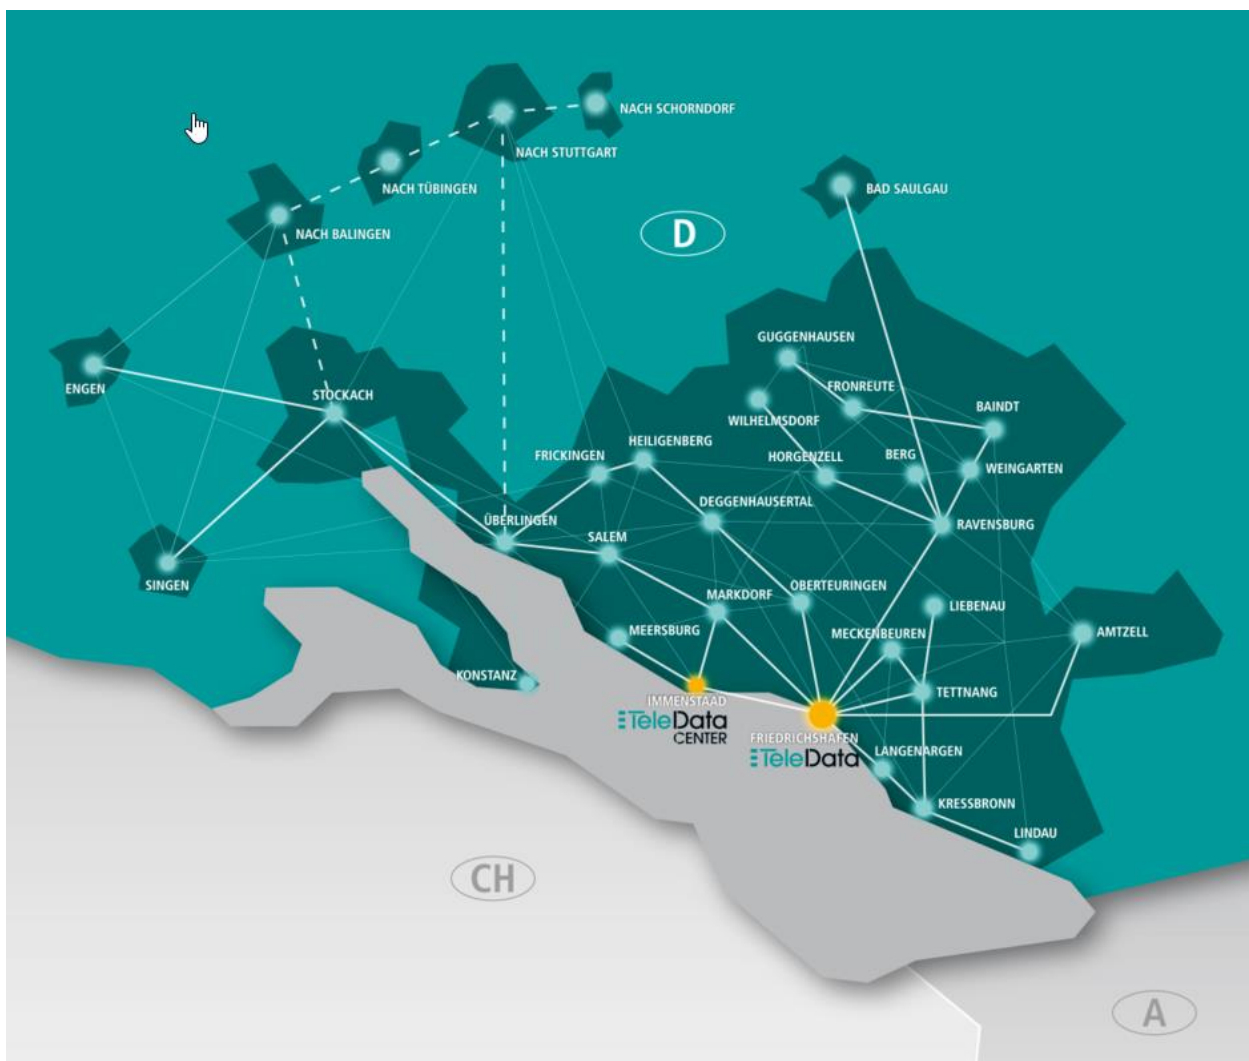 NACH SCHORNDORF
NACH STUTTGART
NACH TÜBINGEN
BAD SAULGAU
NACH BALINGEN
D
GUGGENHAUSEN
ENGEN
STOCKACH
FRONREUTE
BAINDT
WILHELMSDORF
HEILIGENBERG
FRICKINGEN
HORGENZELL
BERG
WEINGARTEN
DEGGENHAUSERTAL
ÜBERLINGEN
RAVENSBURG
SALEM
SINGEN
OBERTEURINGEN
MARKDORF
LIEBENAU
MEERSBURG
MECKENBEUREN
AMTZELL
KONSTANZ
TETTNANG
IMMENSTAAD
TeleData
CENTER
FRIEDRICHSHAFEN
TeleData
LANGENARGEN
KRESSBRONN
LINDAU
CH
A